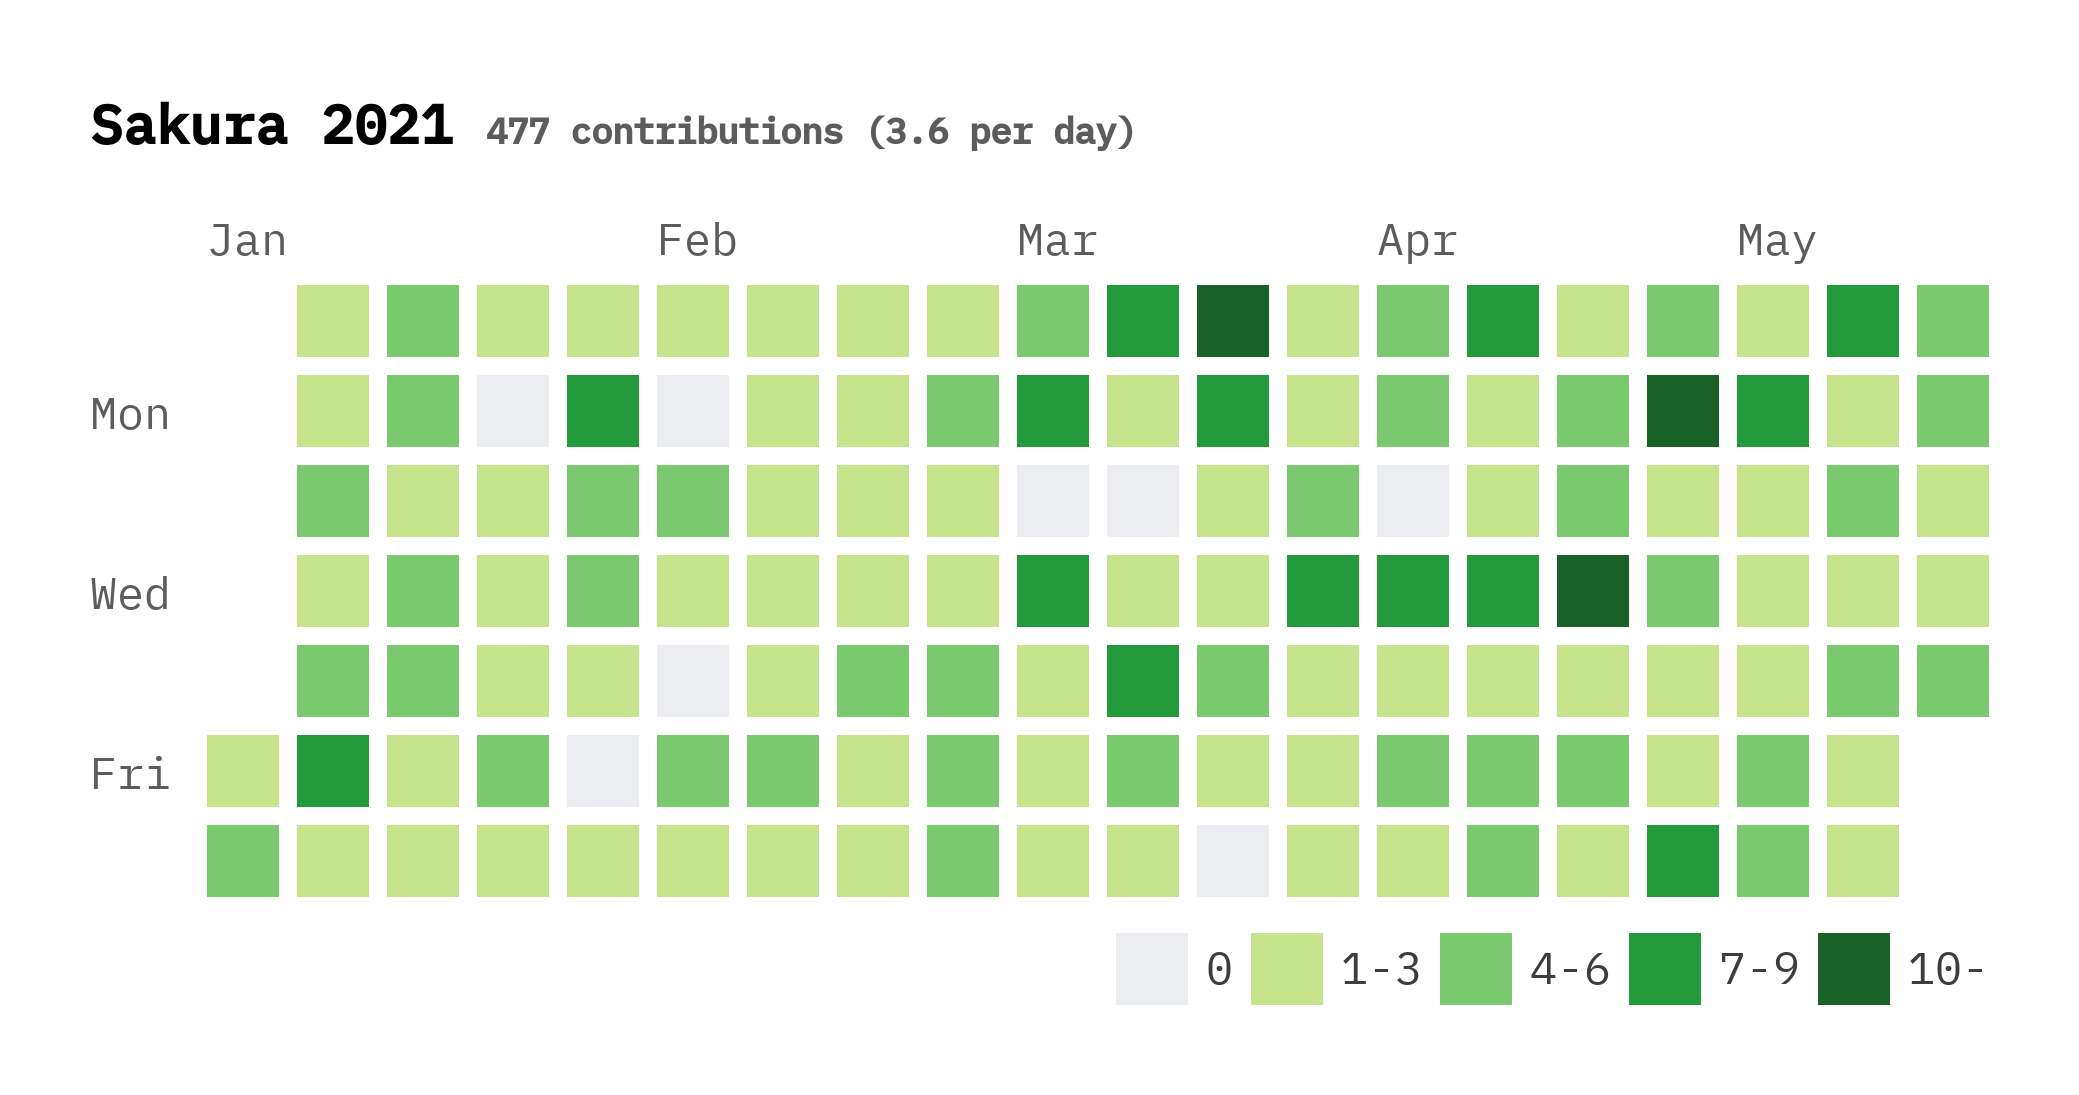 Sakura 2021 477 contributions (3.6 per day)
Jan Feb Mar Apr May
Mon
Wed
Fri
0 1-3 4-6 7-9 10-